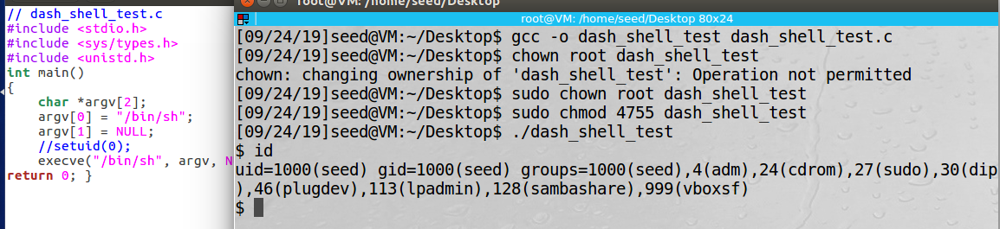 // dash_shell_test.c
#include <stdio.h>
#include <sys/types.h>
#include <unistd.h>
int main()
{
char *argv[2];
argv[0] = "/bin/sh";
argv[1] = NULL;
//setuid(0);
execve("/bin/sh", argv, N
return 0; }
root@VM: /home/seed/Desktop
root@VM: /home/seed/Desktop 80x24
[09/24/19]seed@VM:~/Desktop$ gcc -o dash_shell_test dash_shell_test.c
[09/24/19]seed@VM:~/Desktop$ chown root dash_shell_test
chown: changing ownership of 'dash_shell_test': Operation not permitted
[09/24/19]seed@VM:~/Desktop$ sudo chown root dash_shell_test
[09/24/19]seed@VM:~/Desktop$ sudo chmod 4755 dash_shell_test
[09/24/19]seed@VM:~/Desktop$ ./dash_shell_test
$ id
uid=1000(seed) gid=1000(seed) groups=1000(seed),4(adm),24(cdrom),27(sudo),30(dip
),46(plugdev),113(lpadmin),128(sambashare),999(vboxsf)
$